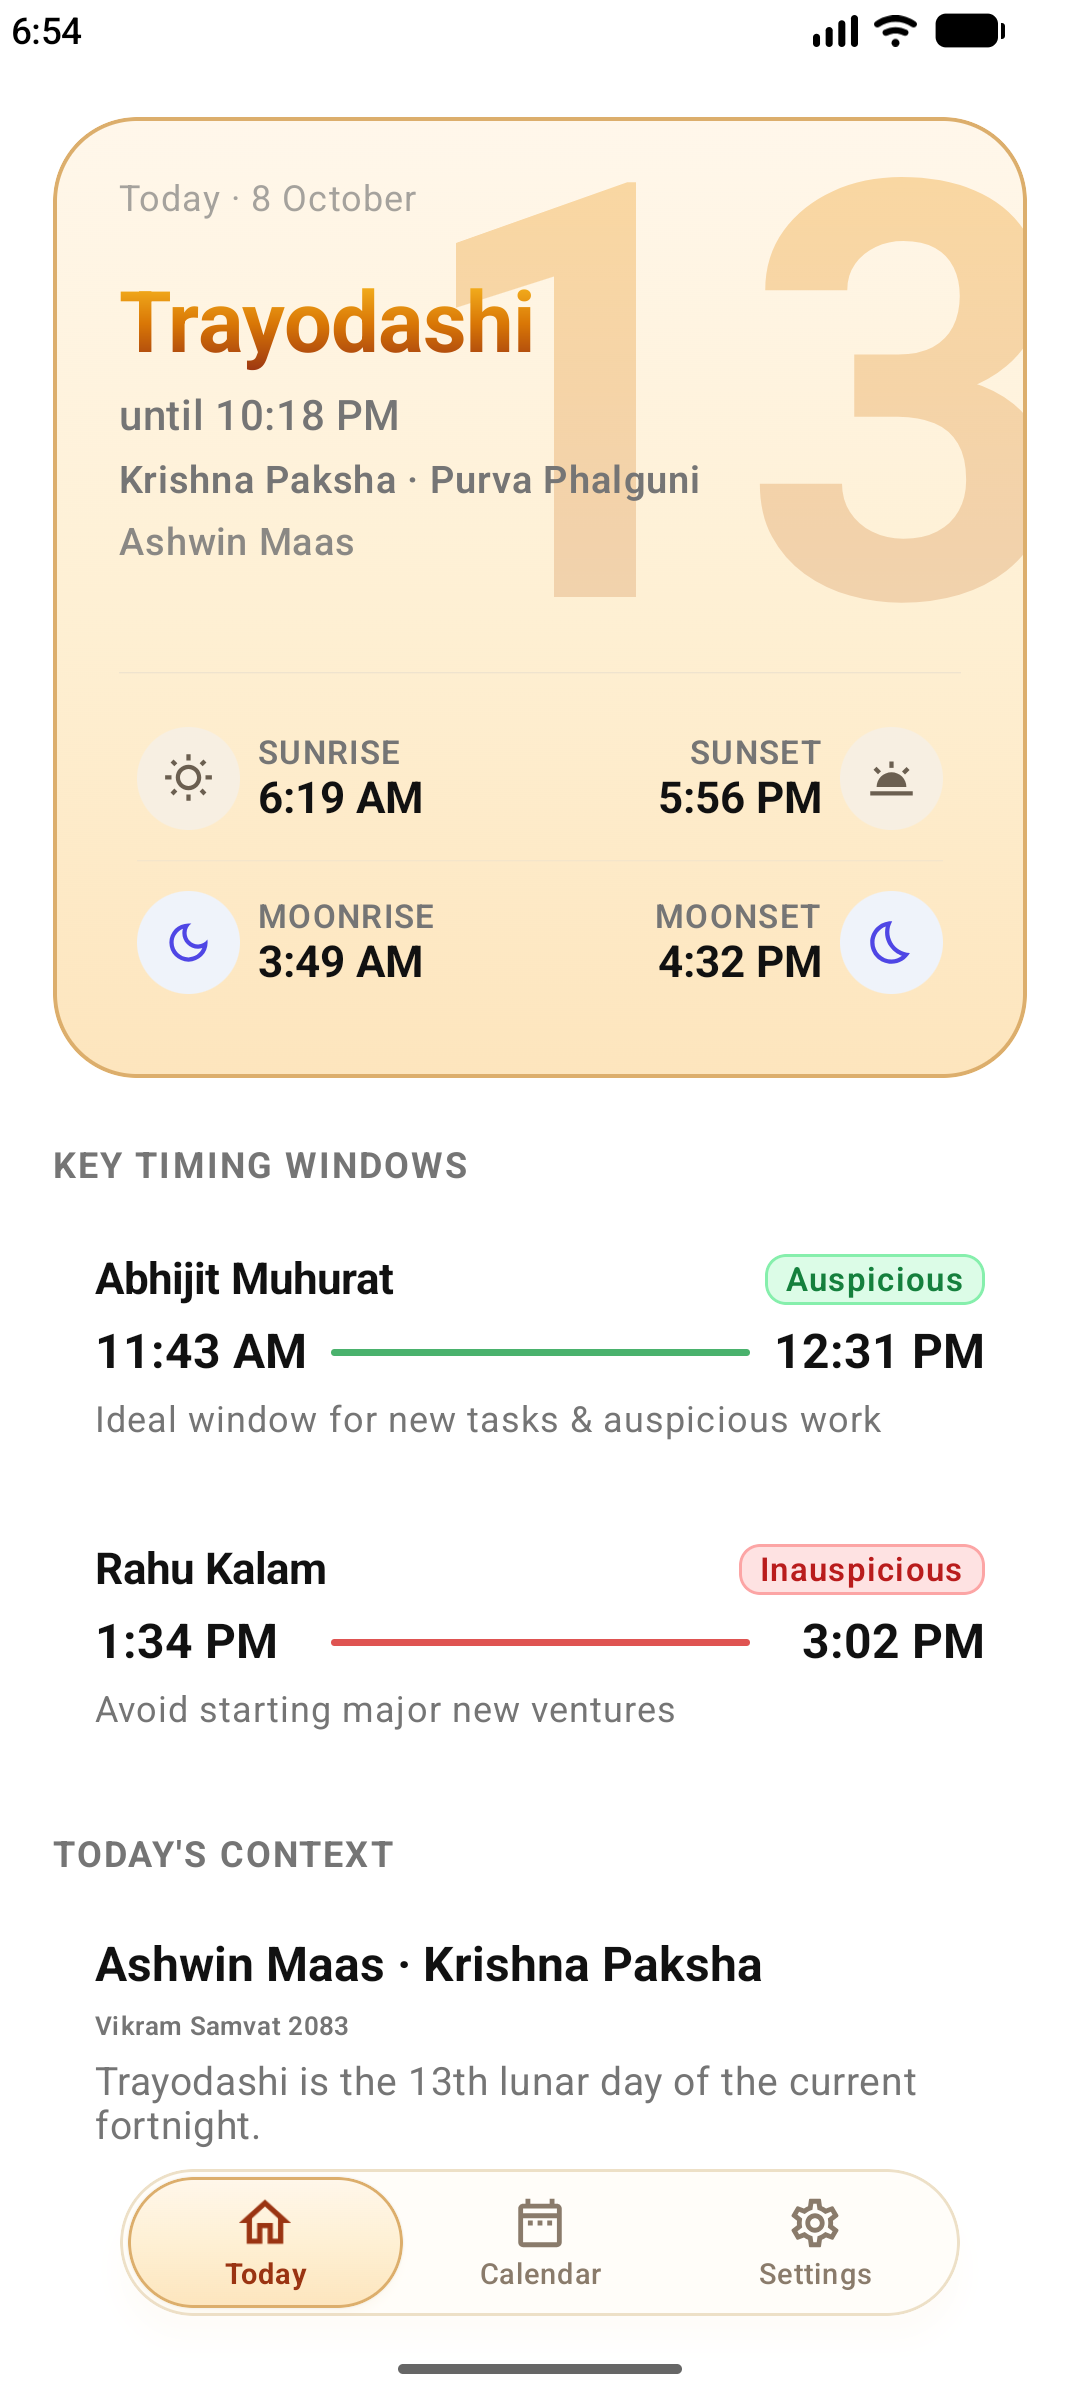 6:54
Today · 8 October
13
Trayodashi
until 10:18 PM
Krishna Paksha · Purva Phalguni
Ashwin Maas
SUNRISE
6:19 AM
SUNSET
5:56 PM
MOONRISE
3:49 AM
MOONSET
4:32 PM
KEY TIMING WINDOWS
Abhijit Muhurat
Auspicious
11:43 AM
12:31 PM
Ideal window for new tasks & auspicious work
Rahu Kalam
Inauspicious
1:34 PM
3:02 PM
Avoid starting major new ventures
TODAY'S CONTEXT
Ashwin Maas · Krishna Paksha
Vikram Samvat 2083
Trayodashi is the 13th lunar day of the current
fortnight.
Today
Calendar
Settings